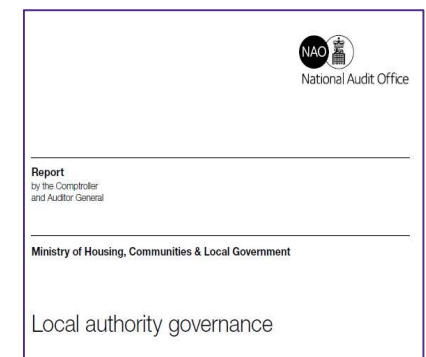 NAO
National Audit Office
Report
by the Comptroller
and Auditor General
Ministry of Housing, Communities & Local Government
Local authority governance